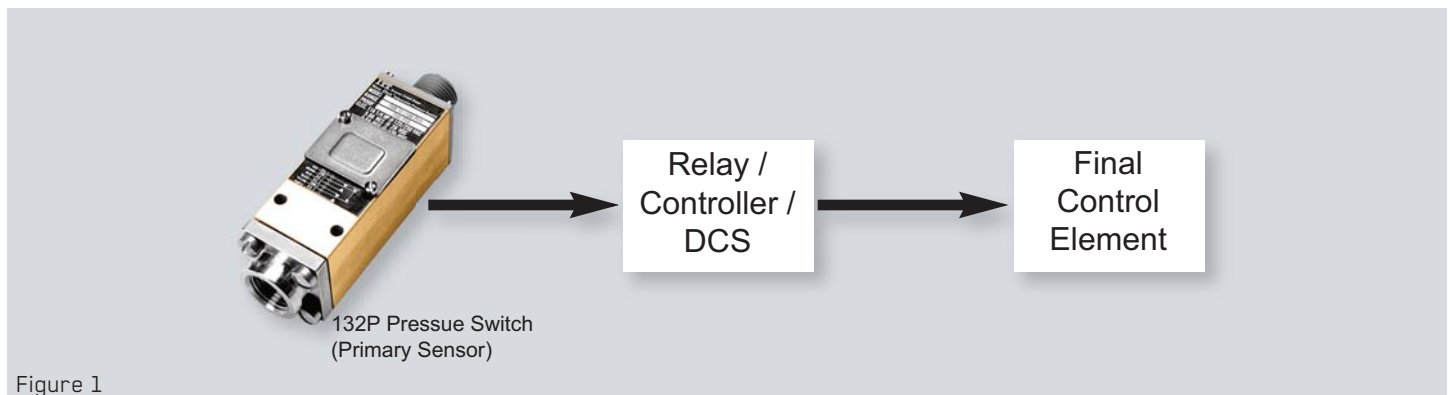 Relay /
Controller /
DCS
Final
Control
Element
132P Pressue Switch
(Primary Sensor)
Figure 1